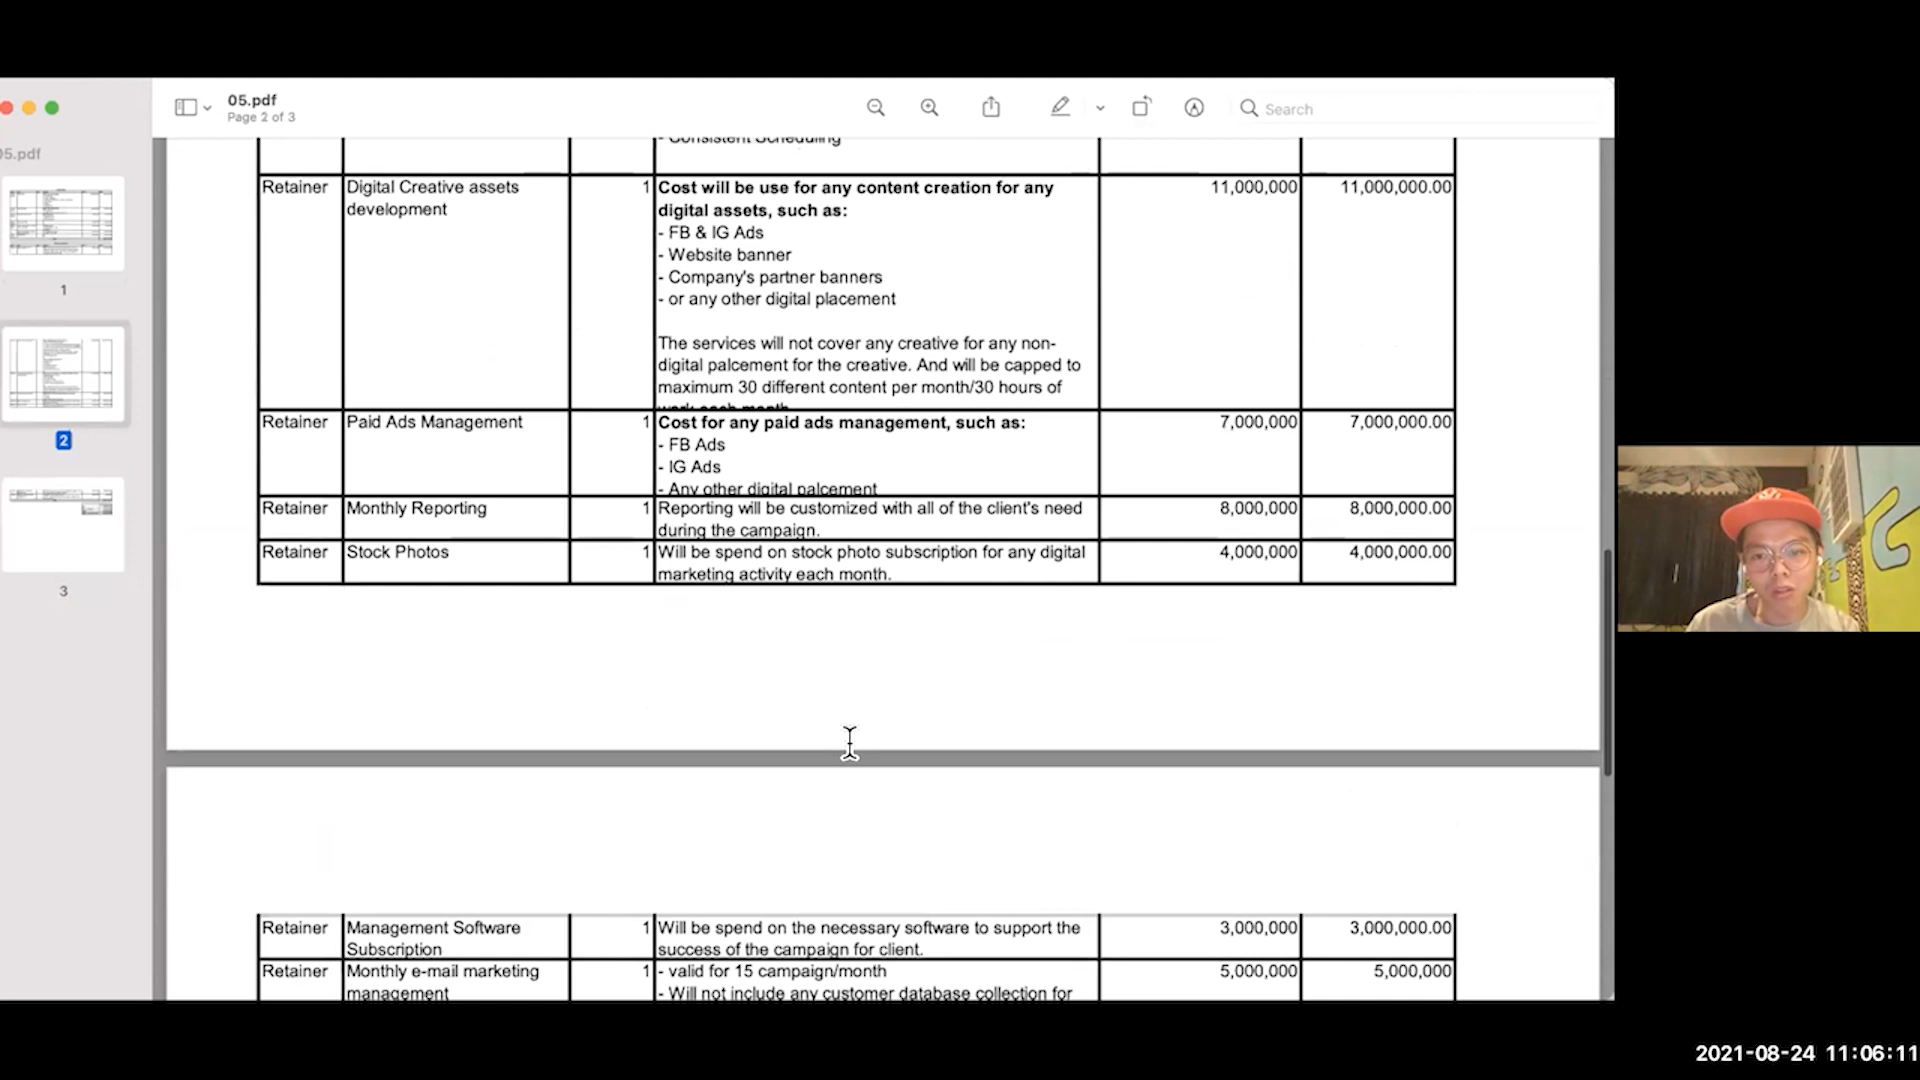 05.pdf
Page 2 of 3
Search
05.pdf
1
2
3
- Consistent Scheduling
Retainer Digital Creative assets development 1 Cost will be use for any content creation for any 11,000,000 11,000,000.00
digital assets, such as:
- FB & IG Ads
- Website banner
- Company's partner banners
- or any other digital placement
The services will not cover any creative for any non-
digital palcement for the creative. And will be capped to
maximum 30 different content per month/30 hours of
work each month.
Retainer Paid Ads Management 1 Cost for any paid ads management, such as: 7,000,000 7,000,000.00
- FB Ads
- IG Ads
- Any other digital palcement
Retainer Monthly Reporting 1 Reporting will be customized with all of the client's need 8,000,000 8,000,000.00
during the campaign.
Retainer Stock Photos 1 Will be spend on stock photo subscription for any digital 4,000,000 4,000,000.00
marketing activity each month.
Retainer Management Software 1 Will be spend on the necessary software to support the 3,000,000 3,000,000.00
Subscription success of the campaign for client.
Retainer Monthly e-mail marketing 1 - valid for 15 campaign/month 5,000,000 5,000,000
management - Will not include any customer database collection for
2021-08-24 11:06:11